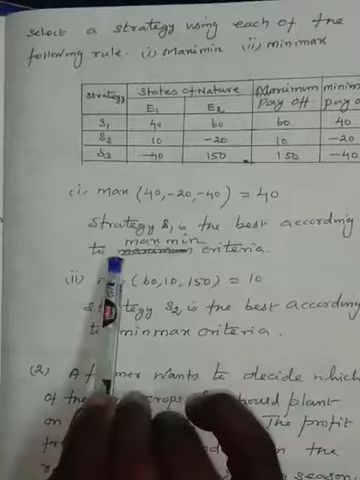 select a strategy using each of the
following rule. (i) Maximin (ii) minimax
Strategy States of Nature Maximum minim
E1 E2 Pay off pay o
S1 40 60 60 40
S2 10 -20 10 -20
S3 -40 150 150 -40
(i) max (40, -20, -40) = 40
Strategy S1 is the best according
to max min criteria.
(ii) (60, 10, 150) = 10
S tegy S2 is the best according
to minmax criteria.
(2) A f mer wants to decide which
of the crops should plant
on The profit
the
season